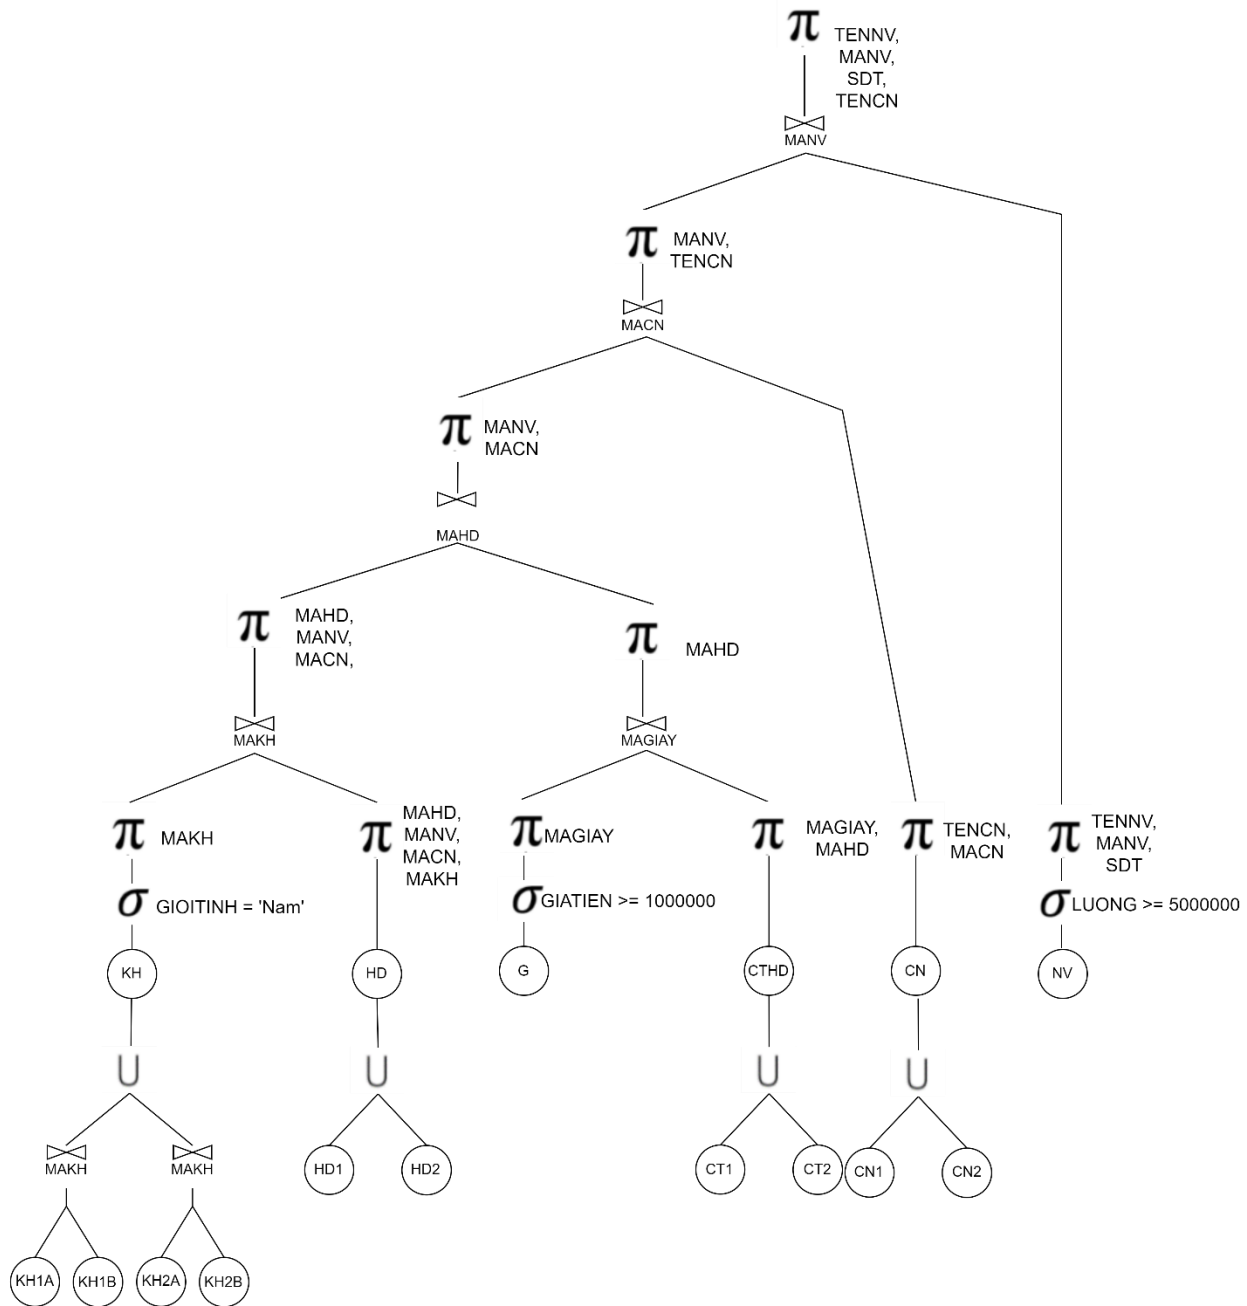 π TENNV,
MANV,
SDT,
TENCN
MANV
π MANV,
TENCN
MACN
π MANV,
MACN
MAHD
π MAHD,
MANV,
MACN,
π MAHD
MAKH
MAGIAY
π MAKH
π MAHD,
MANV,
MACN,
MAKH
π MAGIAY
π MAGIAY,
MAHD
π TENCN,
MACN
π TENNV,
MANV,
SDT
σ GIOITINH = 'Nam'
σ GIATIEN >= 1000000
σ LUONG >= 5000000
KH
HD
G
CTHD
CN
NV
U
U
U
U
MAKH
MAKH
HD1
HD2
CT1
CT2
CN1
CN2
KH1A
KH1B
KH2A
KH2B